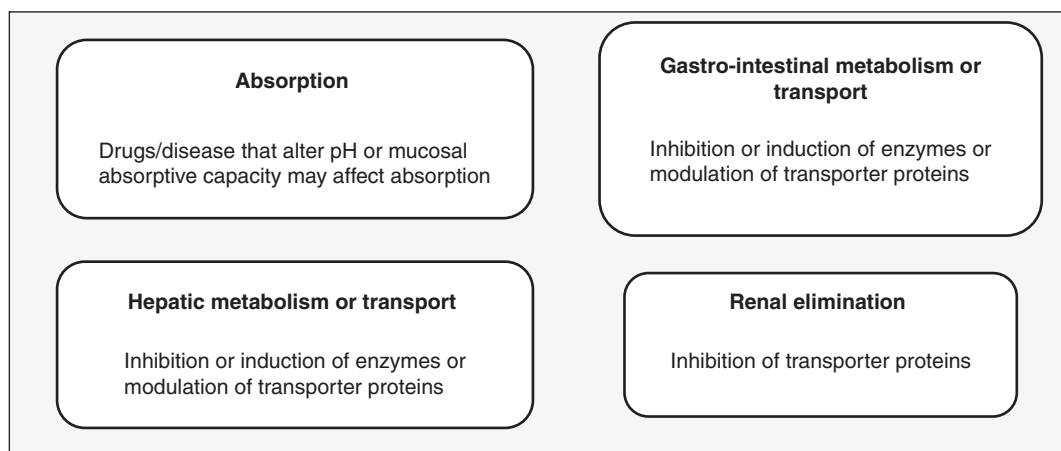 Absorption
Drugs/disease that alter pH or mucosal
absorptive capacity may affect absorption
Gastro-intestinal metabolism or
transport
Inhibition or induction of enzymes or
modulation of transporter proteins
Hepatic metabolism or transport
Inhibition or induction of enzymes or
modulation of transporter proteins
Renal elimination
Inhibition of transporter proteins